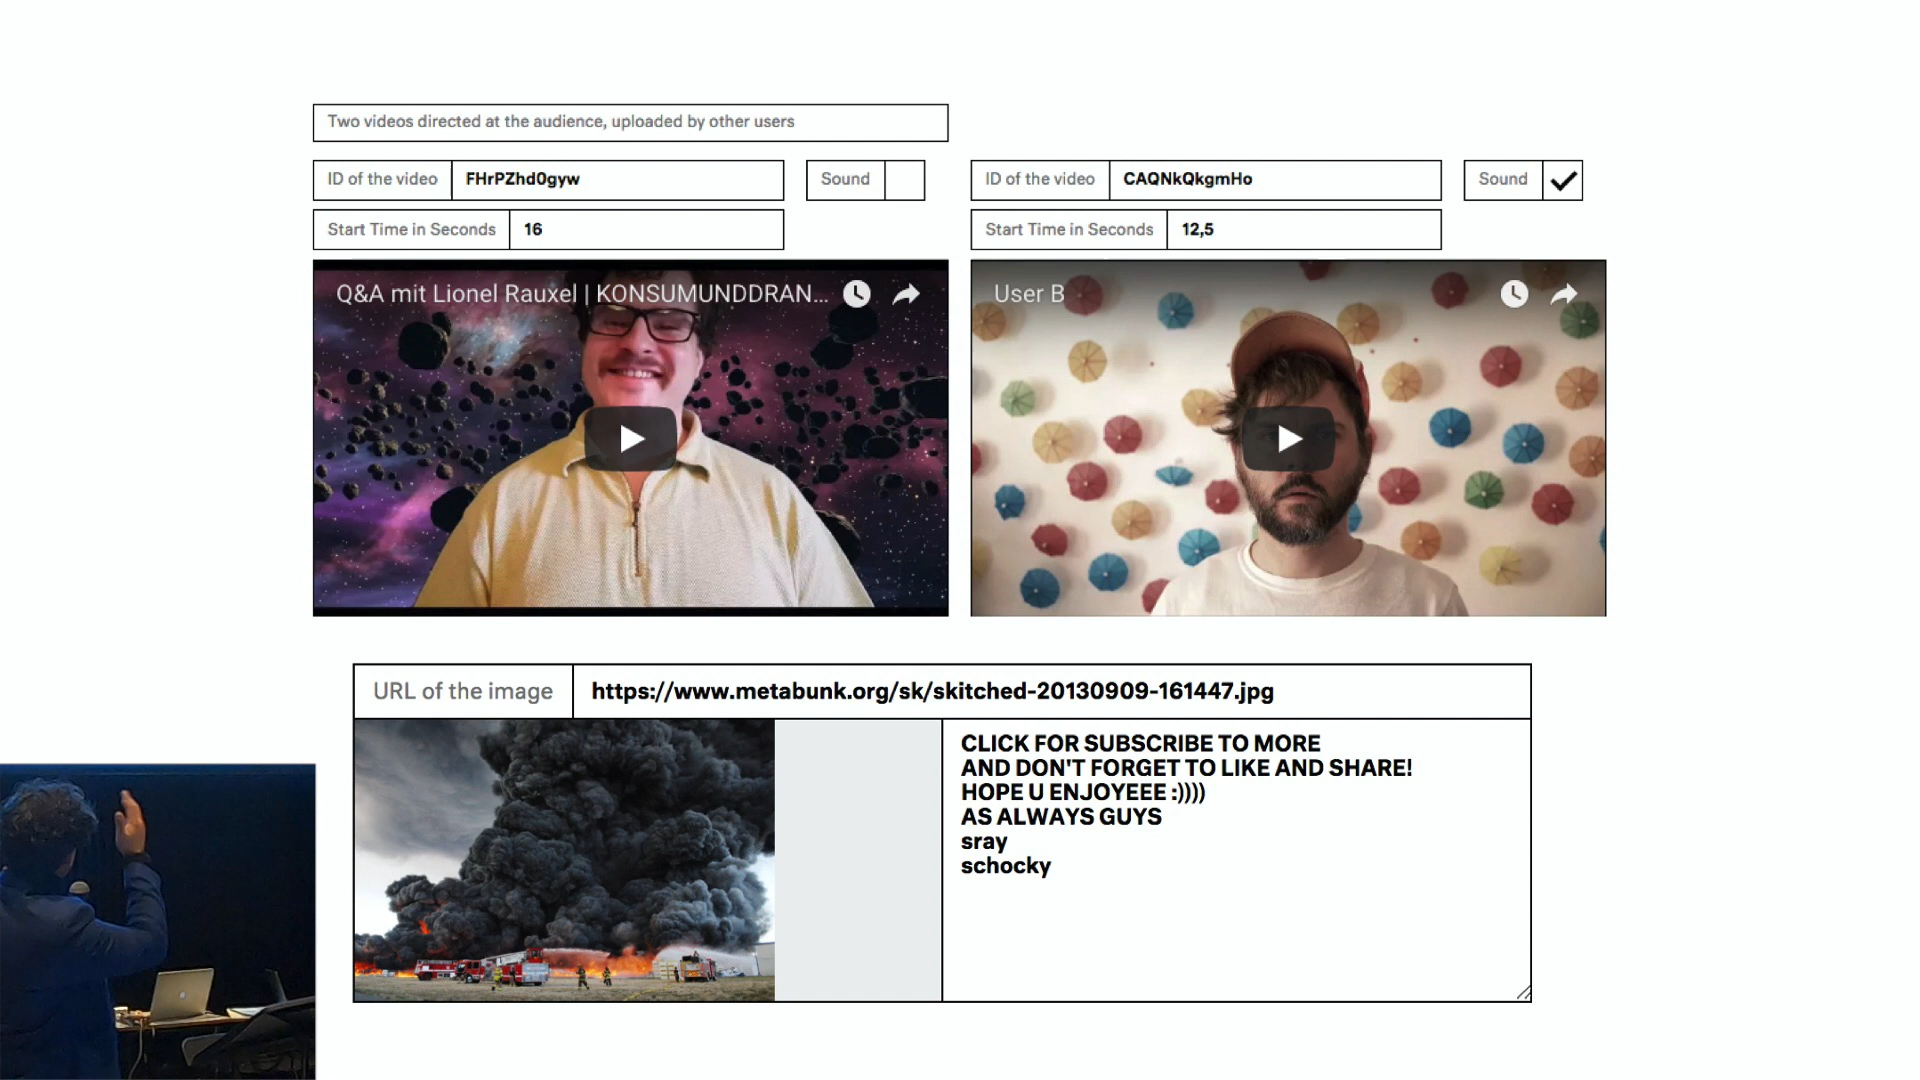 Two videos directed at the audience, uploaded by other users
ID of the video FHrPZhd0gyw Sound
ID of the video CAQNkQkgmHo Sound
Start Time in Seconds 16
Start Time in Seconds 12,5
Q&A mit Lionel Rauxel | KONSUMUNDDRAN...
User B
URL of the image https://www.metabunk.org/sk/skitched-20130909-161447.jpg
CLICK FOR SUBSCRIBE TO MORE
AND DON'T FORGET TO LIKE AND SHARE!
HOPE U ENJOYEEE :))))
AS ALWAYS GUYS
sray
schocky